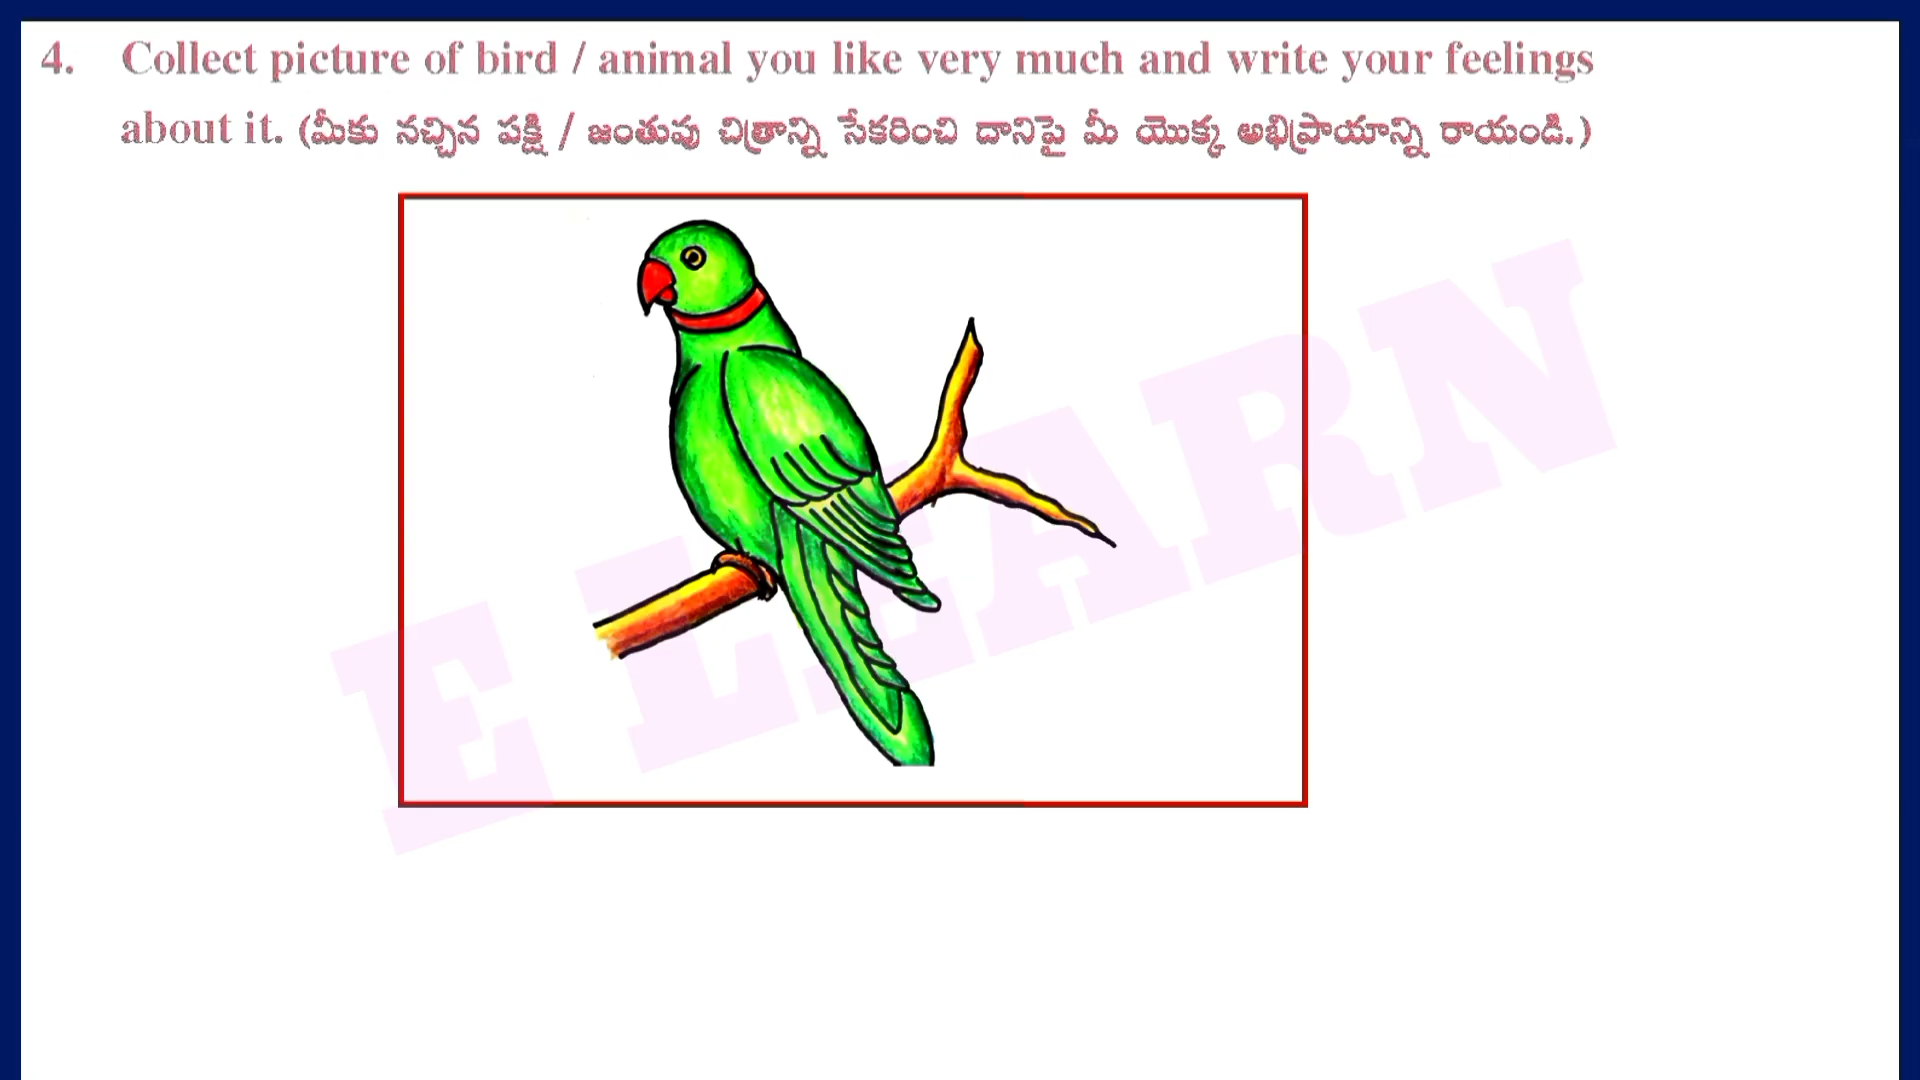 4. Collect picture of bird / animal you like very much and write your feelings
about it. (మీకు నచ్చిన పక్షి / జంతువు చిత్రాన్ని సేకరించి దానిపై మీ యొక్క అభిప్రాయాన్ని రాయండి.)
E LEARN